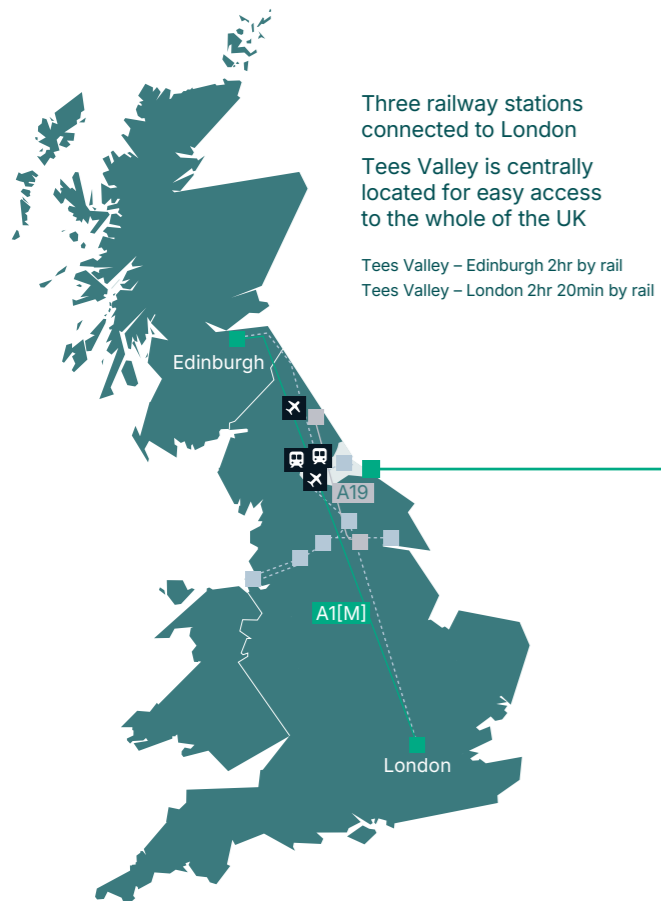 Three railway stations
connected to London
Tees Valley is centrally
located for easy access
to the whole of the UK
Tees Valley – Edinburgh 2hr by rail
Tees Valley – London 2hr 20min by rail
Edinburgh
A19
A1[M]
London